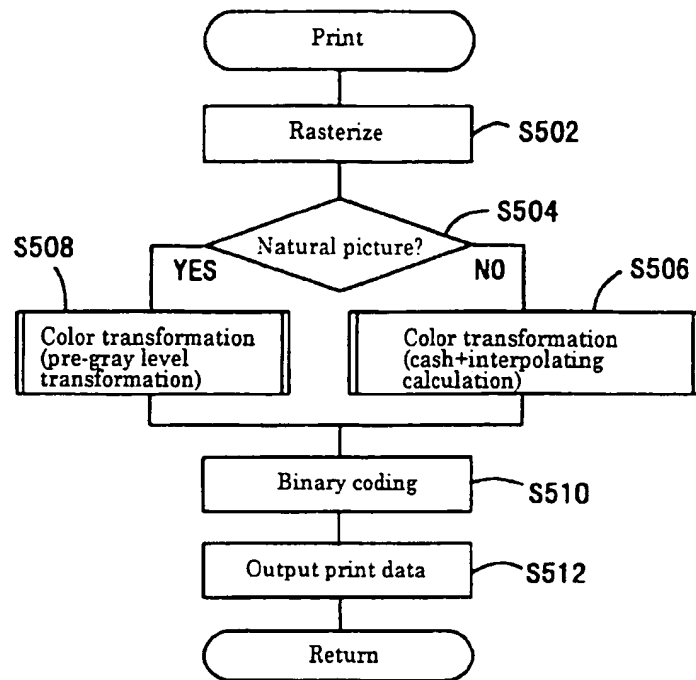 Print
Rasterize
S502
S504
Natural picture?
YES
NO
S508
S506
Color transformation
(pre-gray level
transformation)
Color transformation
(cash+interpolating
calculation)
Binary coding
S510
Output print data
S512
Return